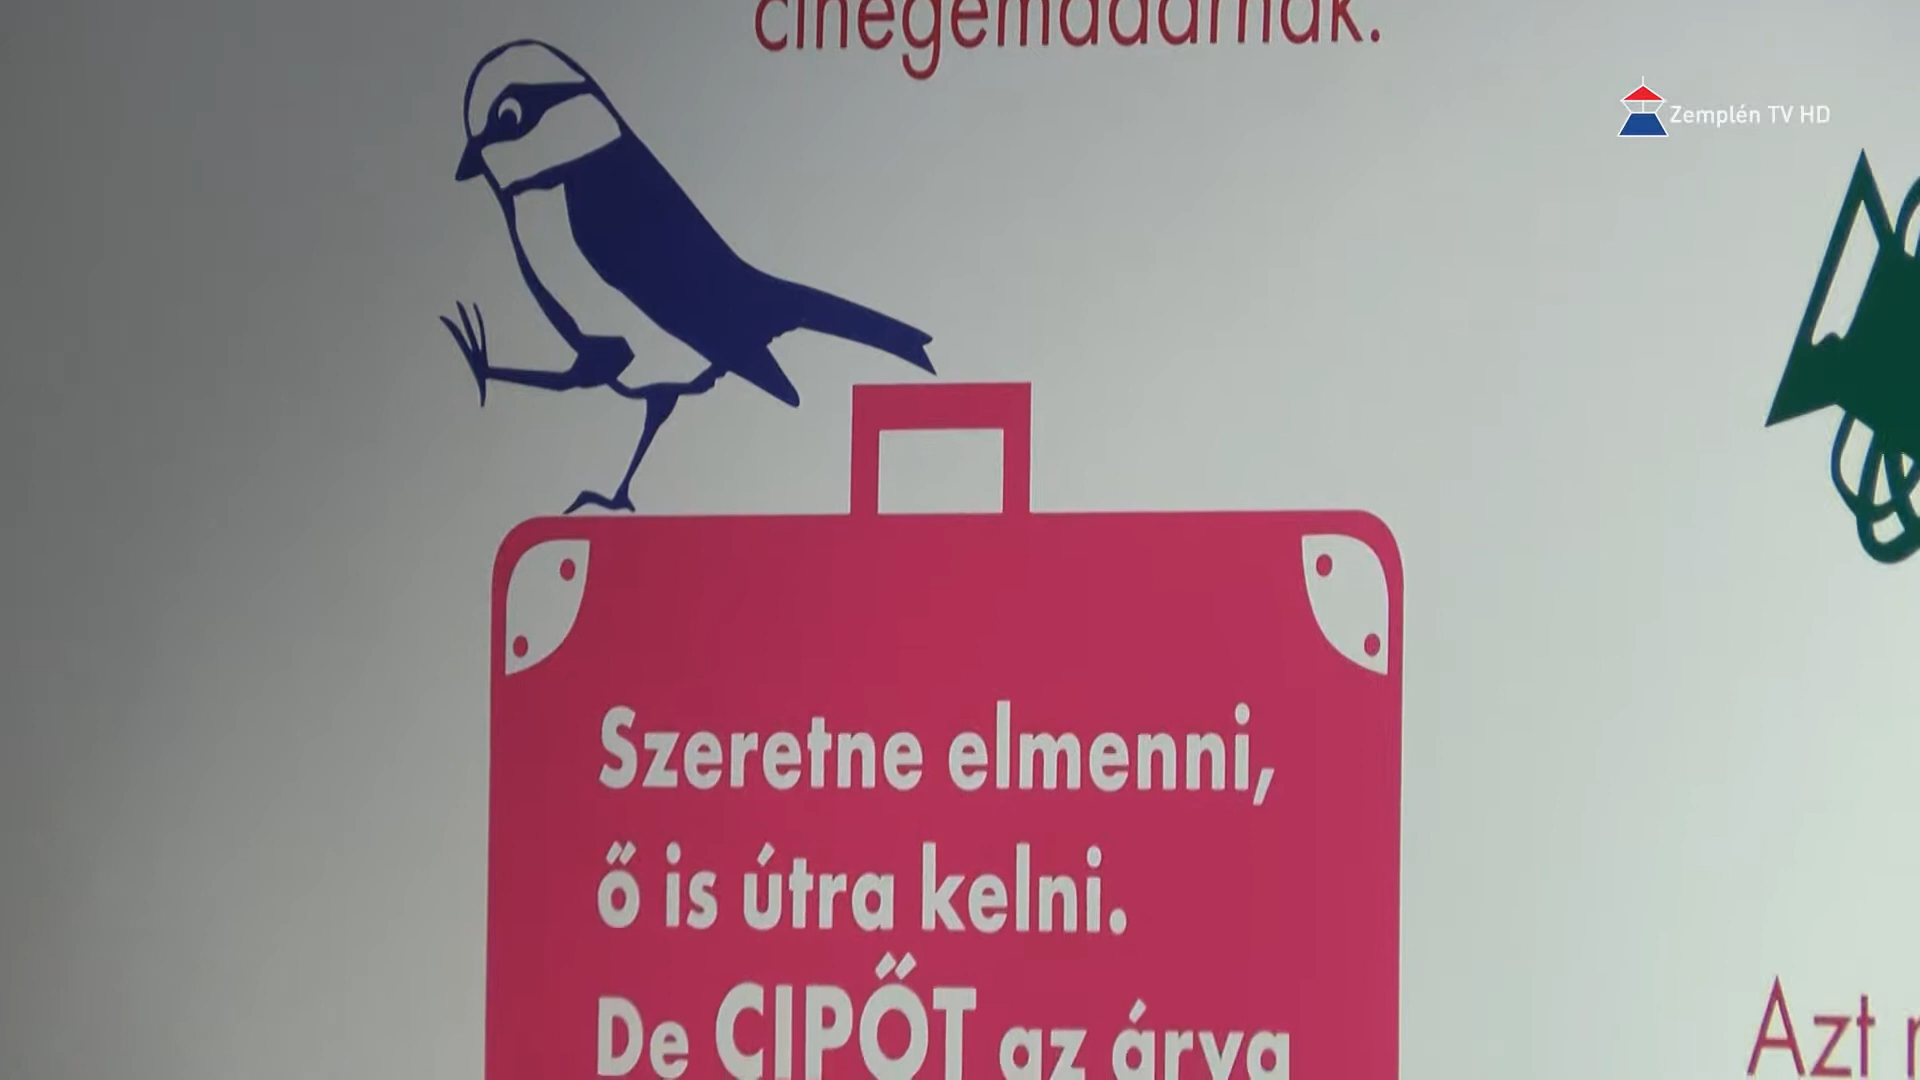 cinegemadárnak.
Zemplén TV HD
Szeretne elmenni,
ő is útra kelni.
De CIPŐT az árva
Azt